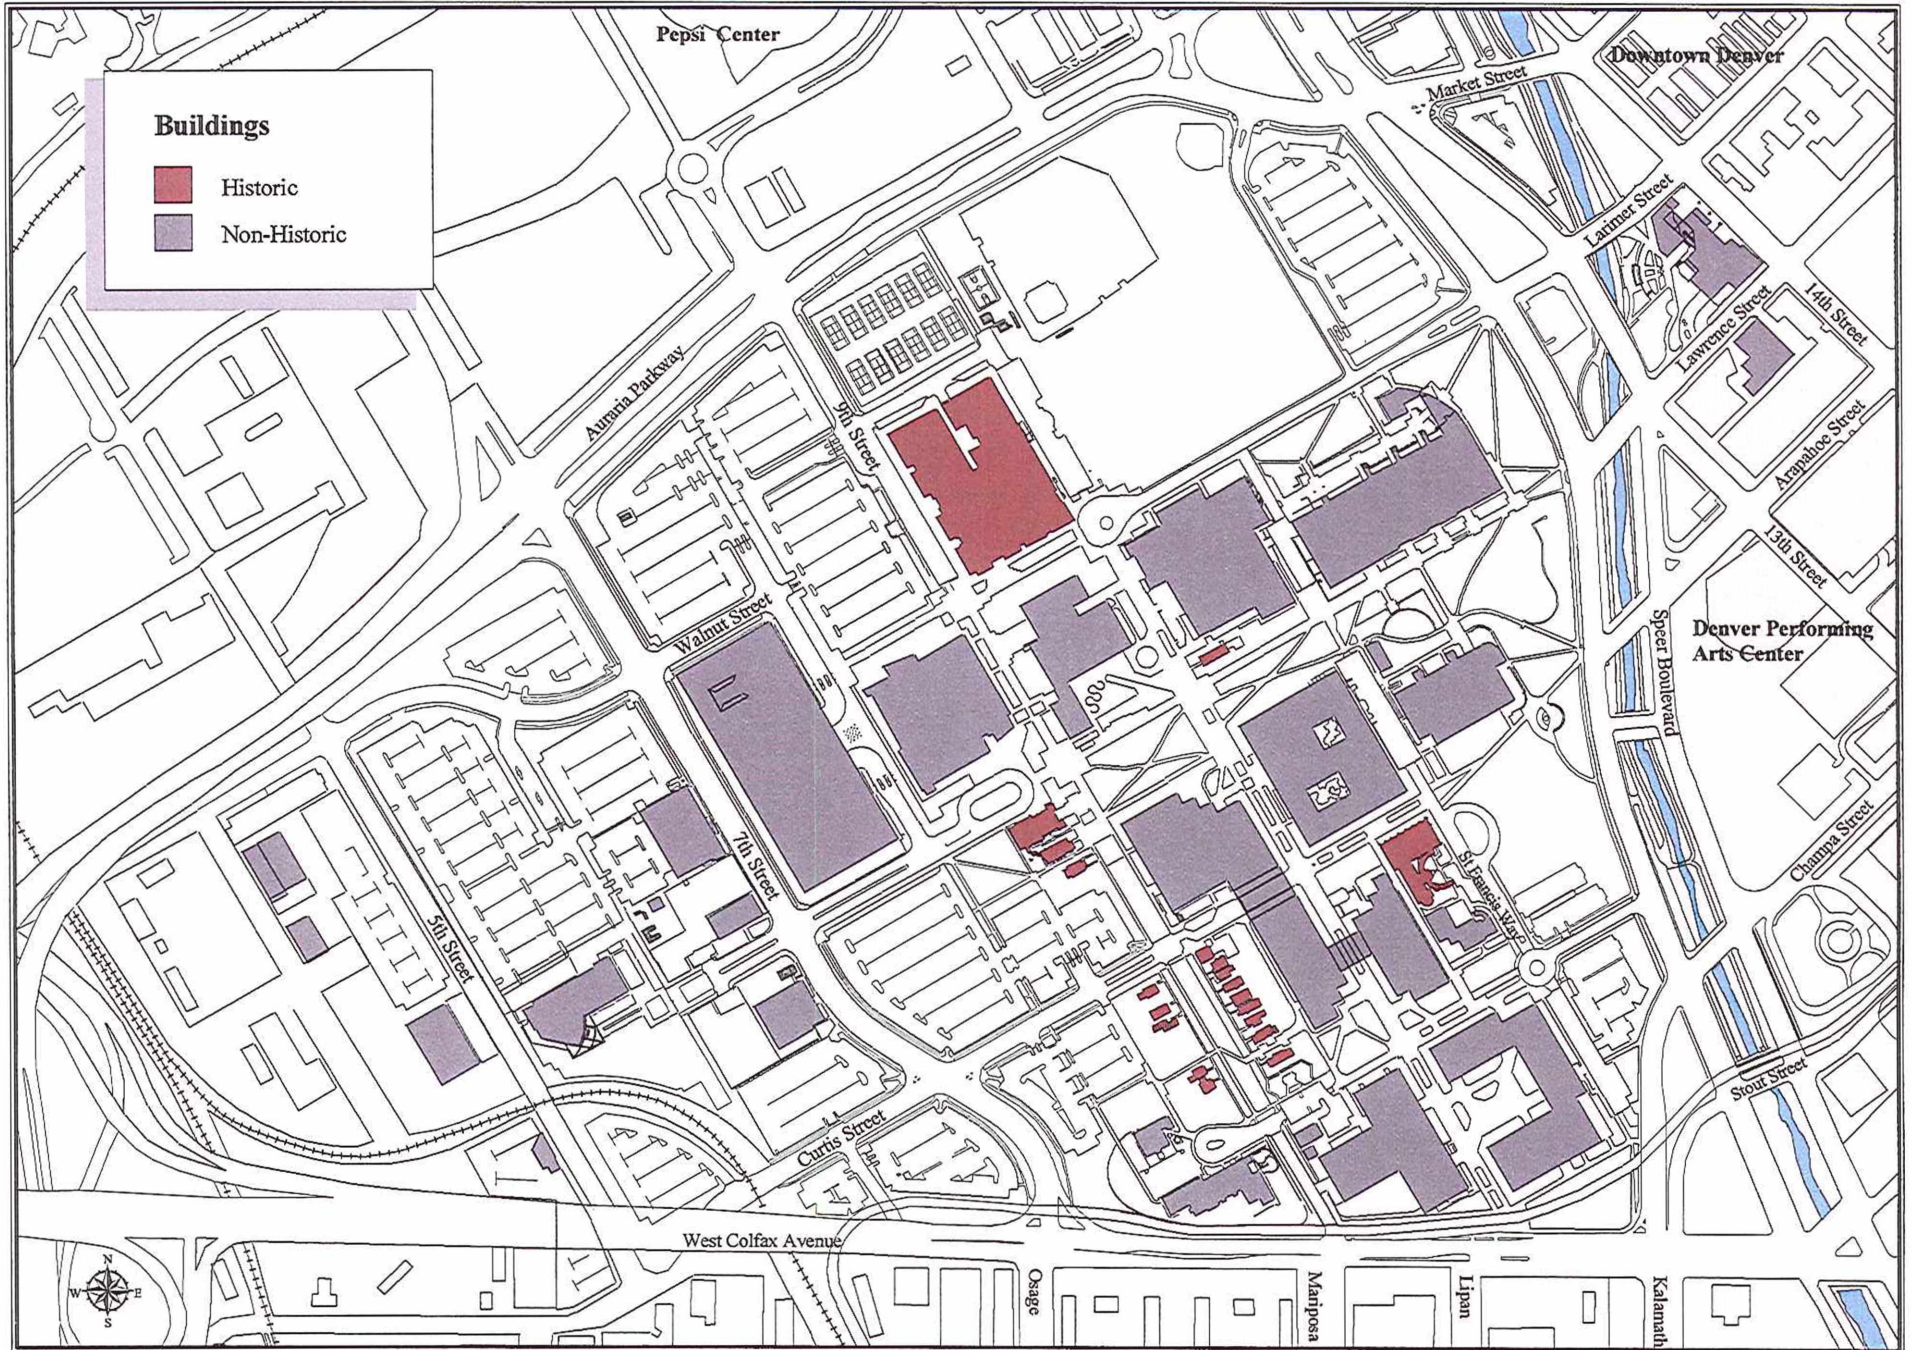 Pepsi Center
Downtown Denver
Market Street
Buildings
Historic
Non-Historic
Larimer Street
14th Street
Lawrence Street
Auraria Parkway
9th Street
Arapahoe Street
13th Street
Walnut Street
Speer Boulevard
Denver Performing
Arts Center
7th Street
Champa Street
St Francis Way
5th Street
Stout Street
Curtis Street
West Colfax Avenue
N
W
E
S
Osage
Mariposa
Lipan
Kalamath